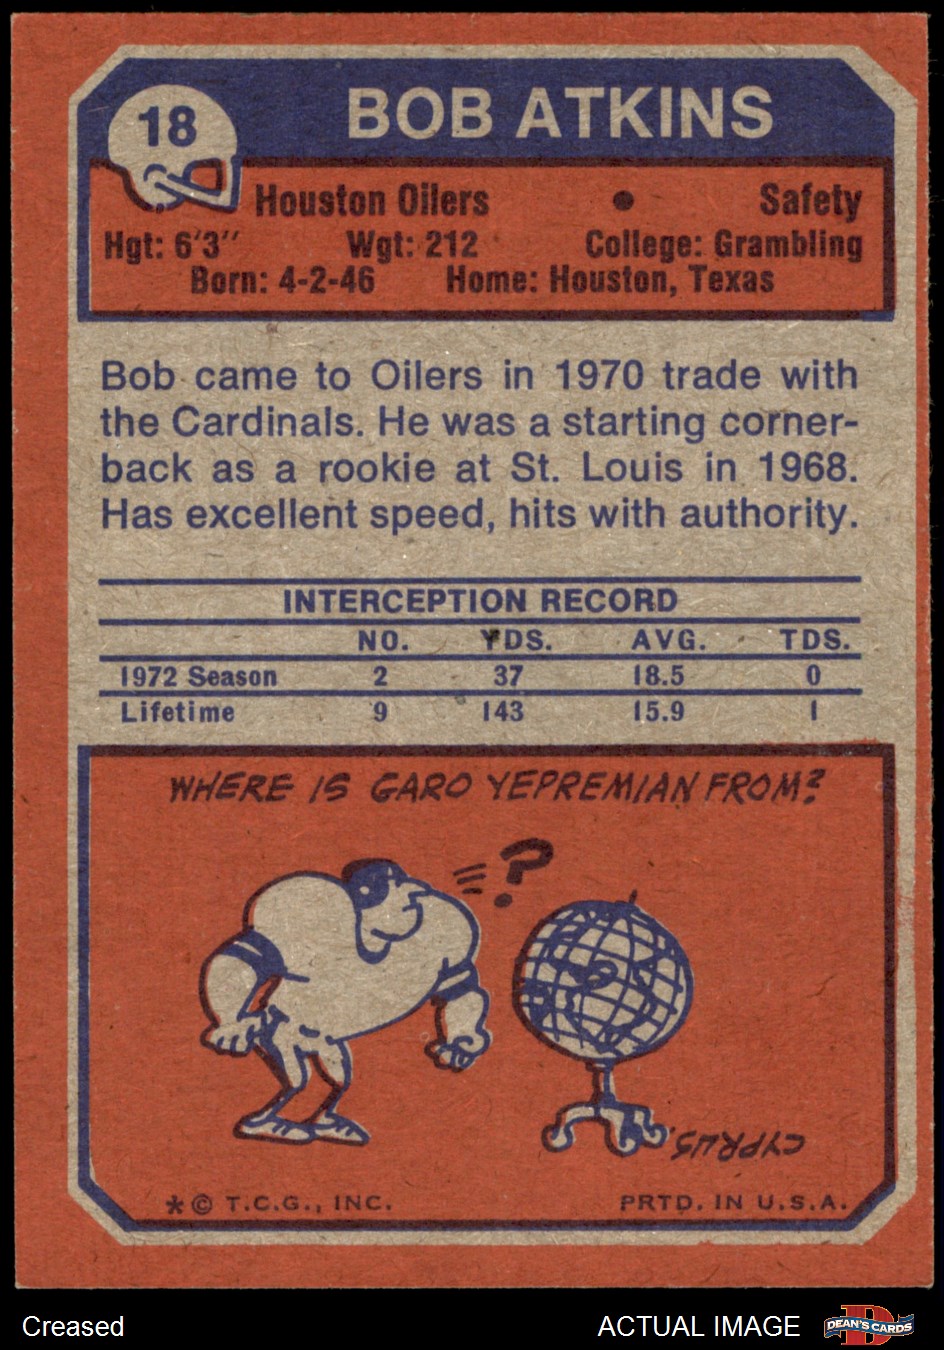 18
BOB ATKINS
Houston Oilers • Safety
Hgt: 6'3" Wgt: 212 College: Grambling
Born: 4-2-46 Home: Houston, Texas
Bob came to Oilers in 1970 trade with
the Cardinals. He was a starting corner-
back as a rookie at St. Louis in 1968.
Has excellent speed, hits with authority.
INTERCEPTION RECORD
NO. YDS. AVG. TDS.
1972 Season 2 37 18.5 0
Lifetime 9 143 15.9 1
WHERE IS GARO YEPREMIAN FROM?
?
CYPRUS.
*© T.C.G., INC. PRTD. IN U.S.A.
Creased
ACTUAL IMAGE
DEAN'S CARDS